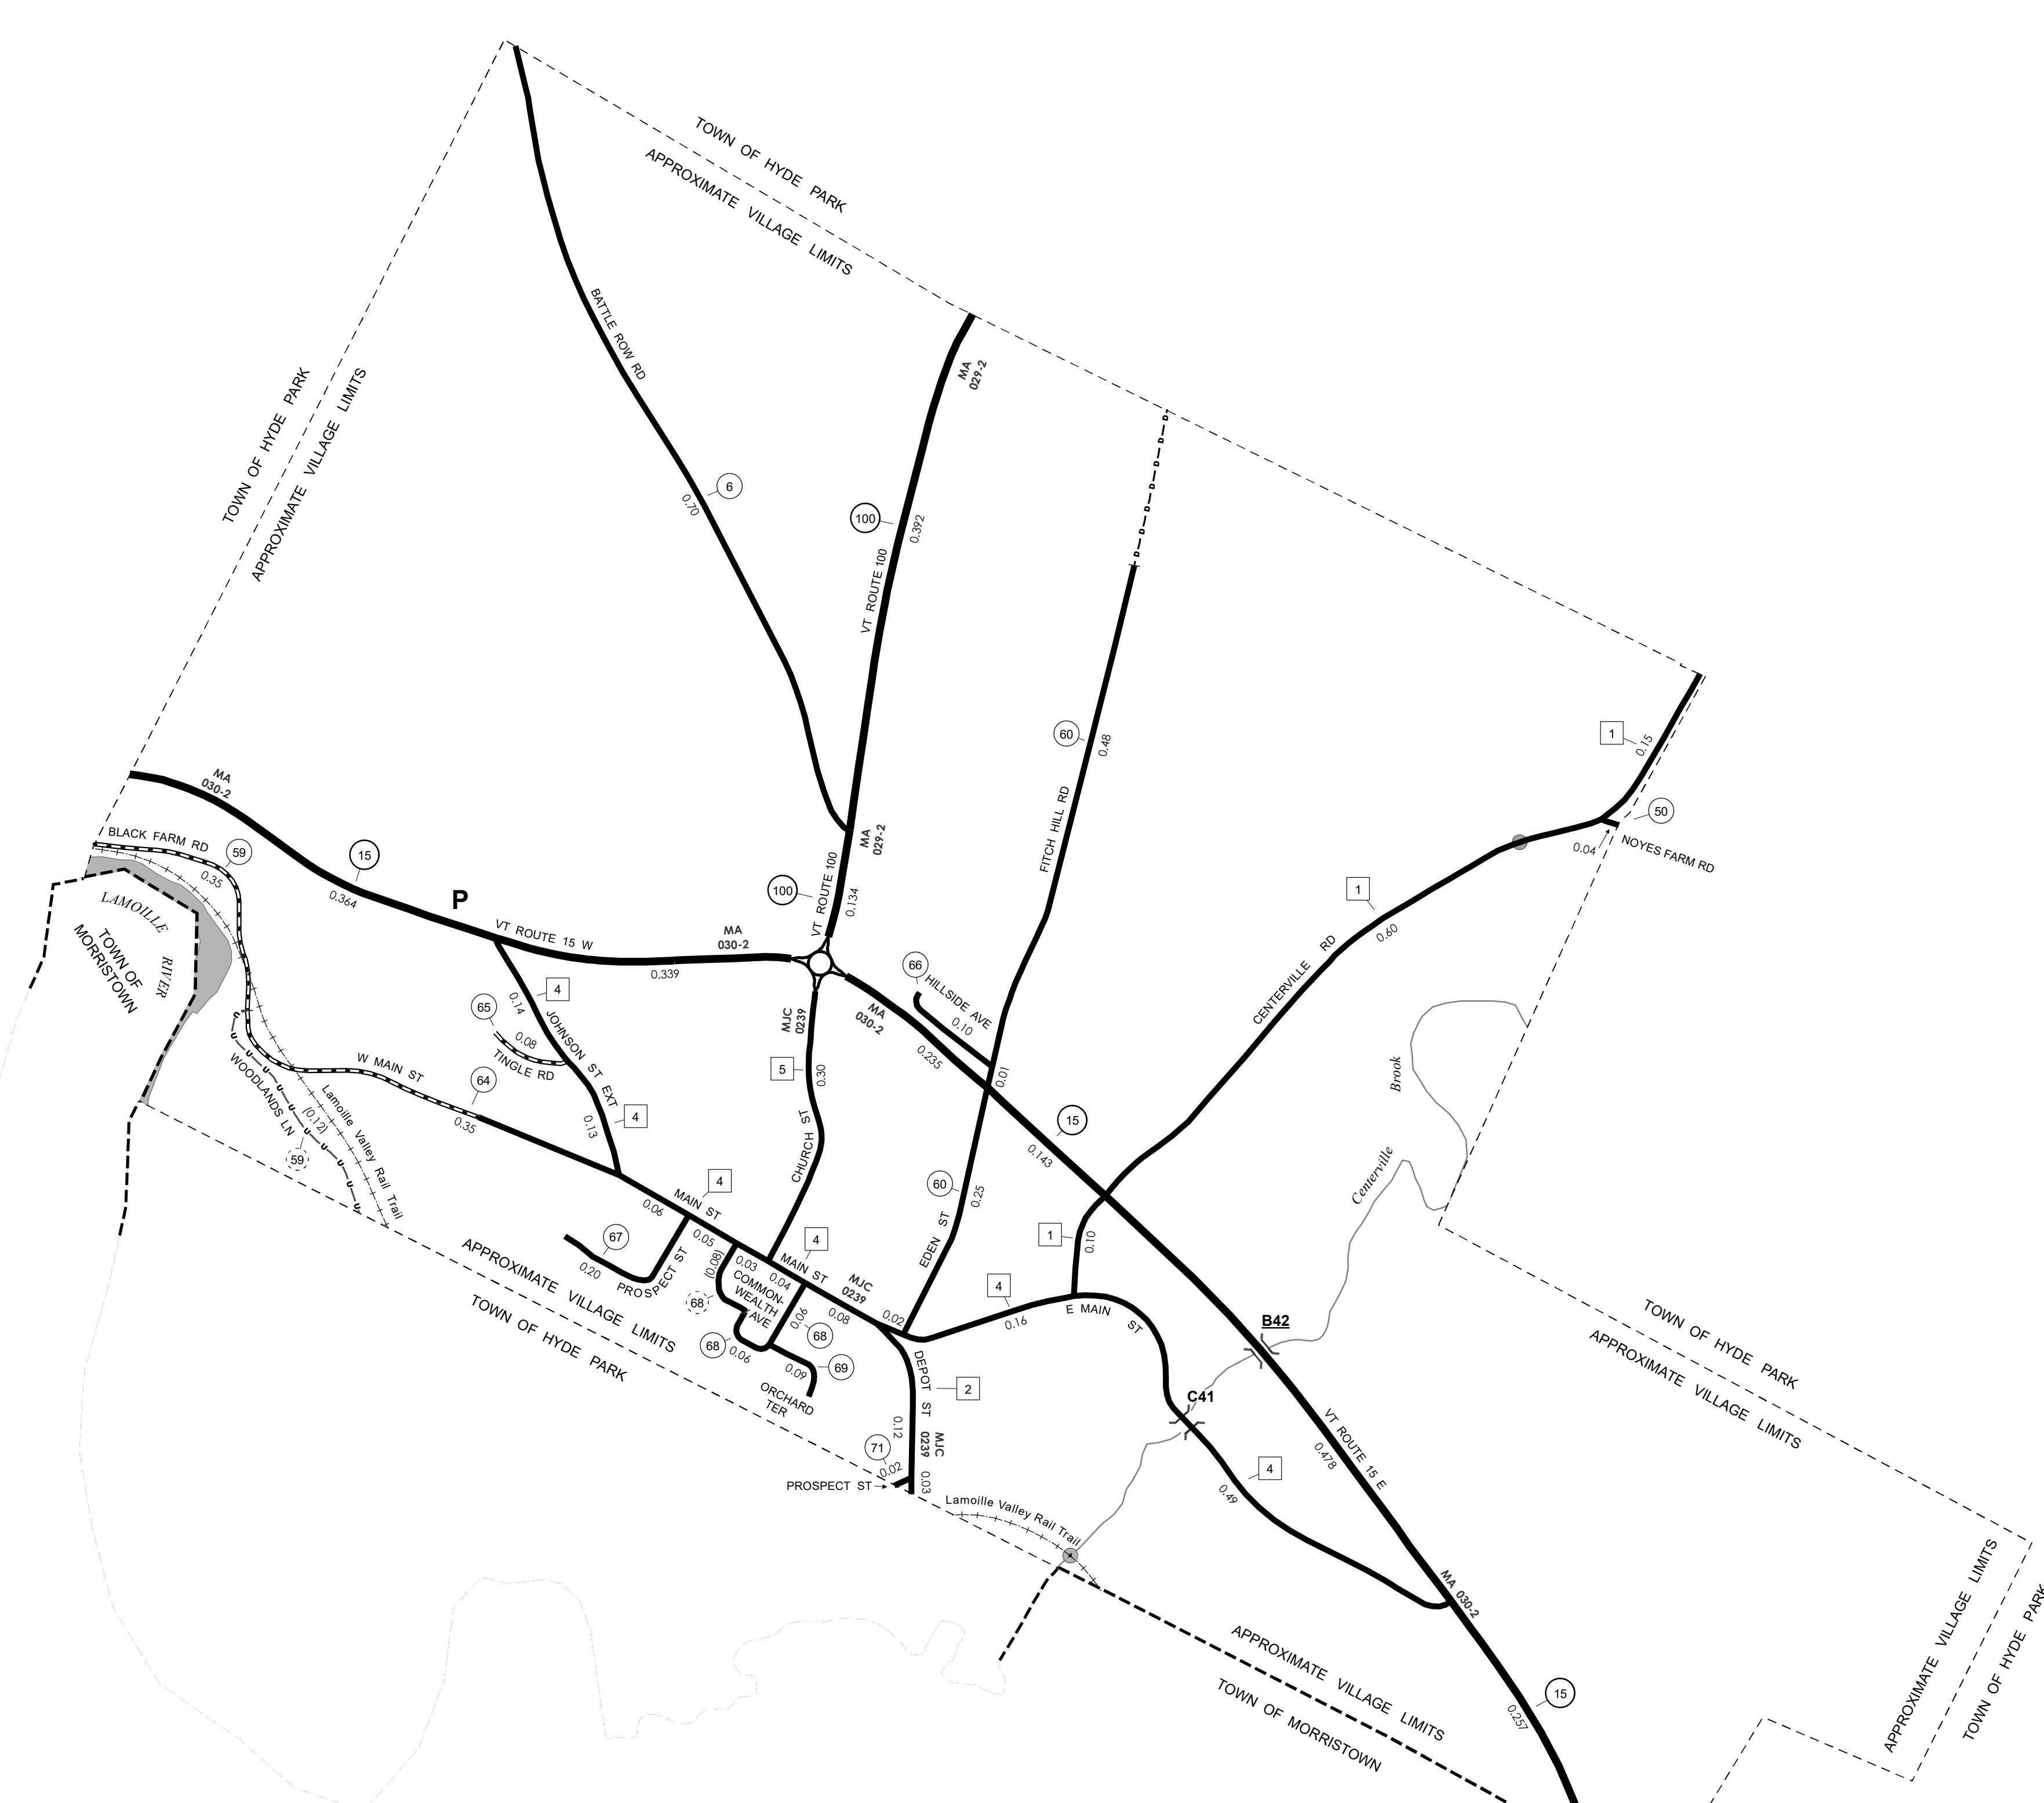 TOWN OF HYDE PARK
APPROXIMATE VILLAGE LIMITS
BATTLE ROW RD
MA
029-2
TOWN OF HYDE PARK
APPROXIMATE VILLAGE LIMITS
6
0.70
100
0.392
VT ROUTE 100
D D D D D D D
60
0.48
FITCH HILL RD
1
0.15
50
0.04
NOYES FARM RD
MA
030-2
BLACK FARM RD
59
0.35
15
0.364
P
VT ROUTE 15 W
MA
030-2
0.339
MA
029-2
100
VT ROUTE 100
0.134
1
0.60
CENTERVILLE RD
LAMOILLE
RIVER
TOWN OF
MORRISTOWN
66
HILLSIDE AVE
0.10
4
0.14
65
0.08
TINGLE RD
JOHNSON ST EXT
MJC
0239
MA
030-2
0.235
0.01
5
0.30
CHURCH ST
W MAIN ST
64
0.35
4
0.13
U U U U U U U U U
WOODLANDS LN
(0.12)
59
Lamoille Valley Rail Trail
15
0.143
Brook
Centerville
4
MAIN ST
0.06
60
0.25
EDEN ST
1
0.10
67
0.20
PROSPECT ST
0.05
(0.08)
0.03
0.04
4
MAIN ST
MJC
0239
68
COMMON-
WEALTH
AVE
0.06
68
0.08
0.02
68
0.06
0.09
69
ORCHARD
TER
4
0.16
E MAIN ST
APPROXIMATE VILLAGE LIMITS
TOWN OF HYDE PARK
DEPOT ST
2
0.12
MJC
0239
71
0.02
0.03
PROSPECT ST
B42
C41
4
0.49
VT ROUTE 15 E
0.478
TOWN OF HYDE PARK
APPROXIMATE VILLAGE LIMITS
Lamoille Valley Rail Trail
MA 030-2
15
0.257
APPROXIMATE VILLAGE LIMITS
TOWN OF MORRISTOWN
APPROXIMATE VILLAGE LIMITS
TOWN OF HYDE PARK